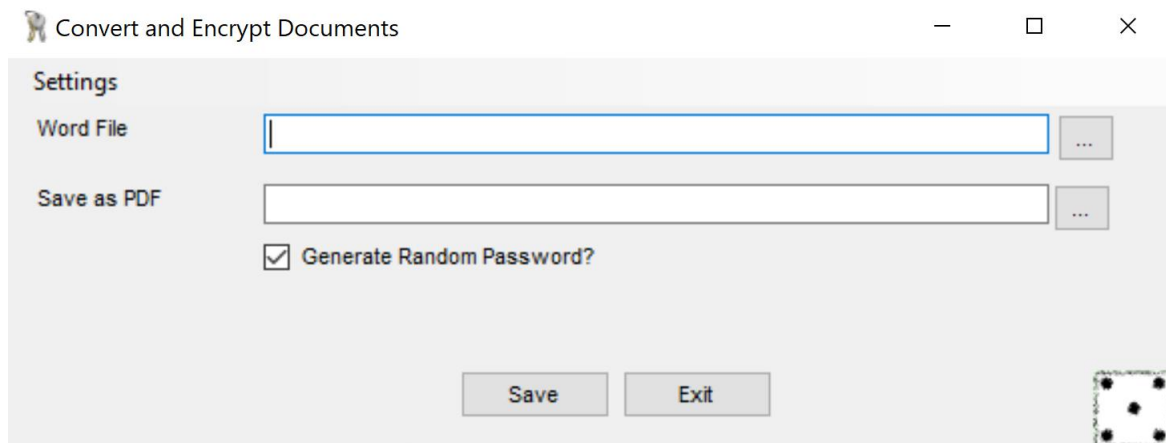 Convert and Encrypt Documents
Settings
Word File
...
Save as PDF
...
Generate Random Password?
Save Exit